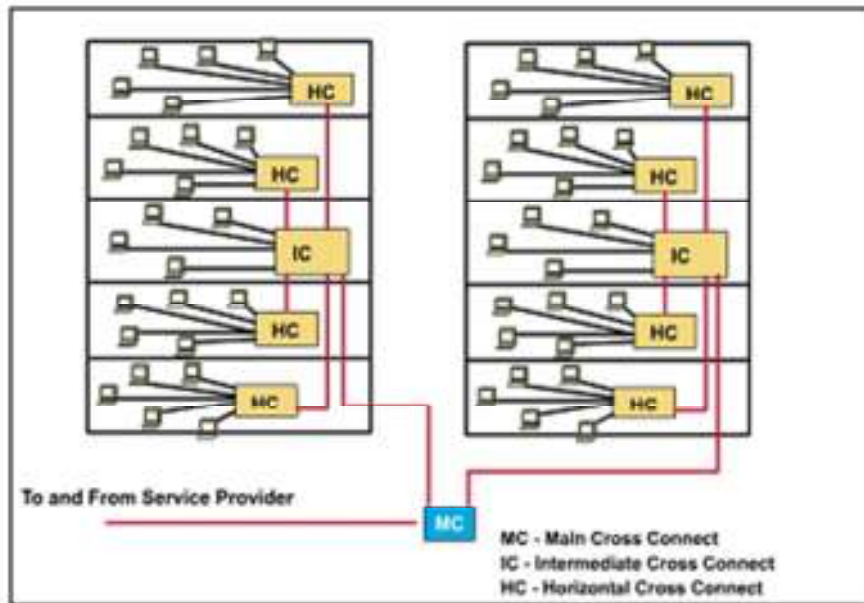 HC
HC
HC
HC
IC
IC
HC
HC
HC
HC
To and From Service Provider
MC
MC - Main Cross Connect
IC - Intermediate Cross Connect
HC - Horizontal Cross Connect